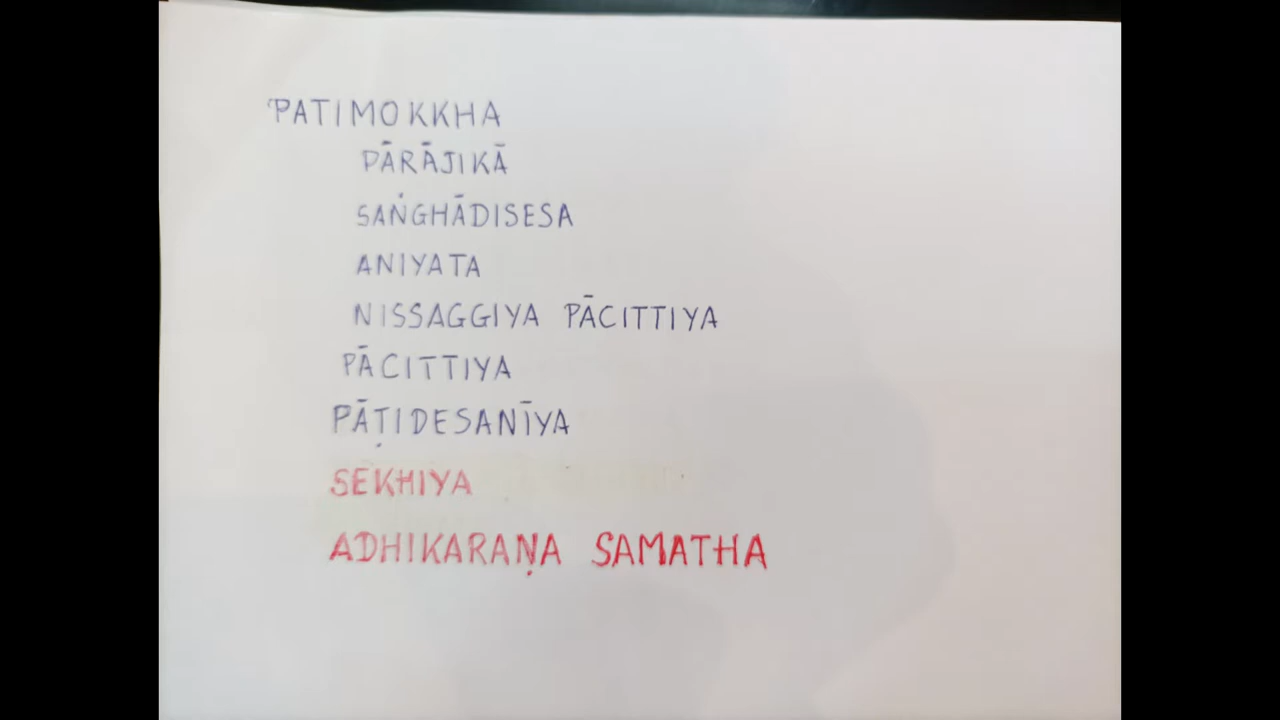 PATIMOKKHA
PĀRĀJIKĀ
SAṄGHĀDISESA
ANIYATA
NISSAGGIYA PĀCITTIYA
PĀCITTIYA
PĀṬIDESANĪYA
SEKHIYA
ADHIKARAṆA SAMATHA